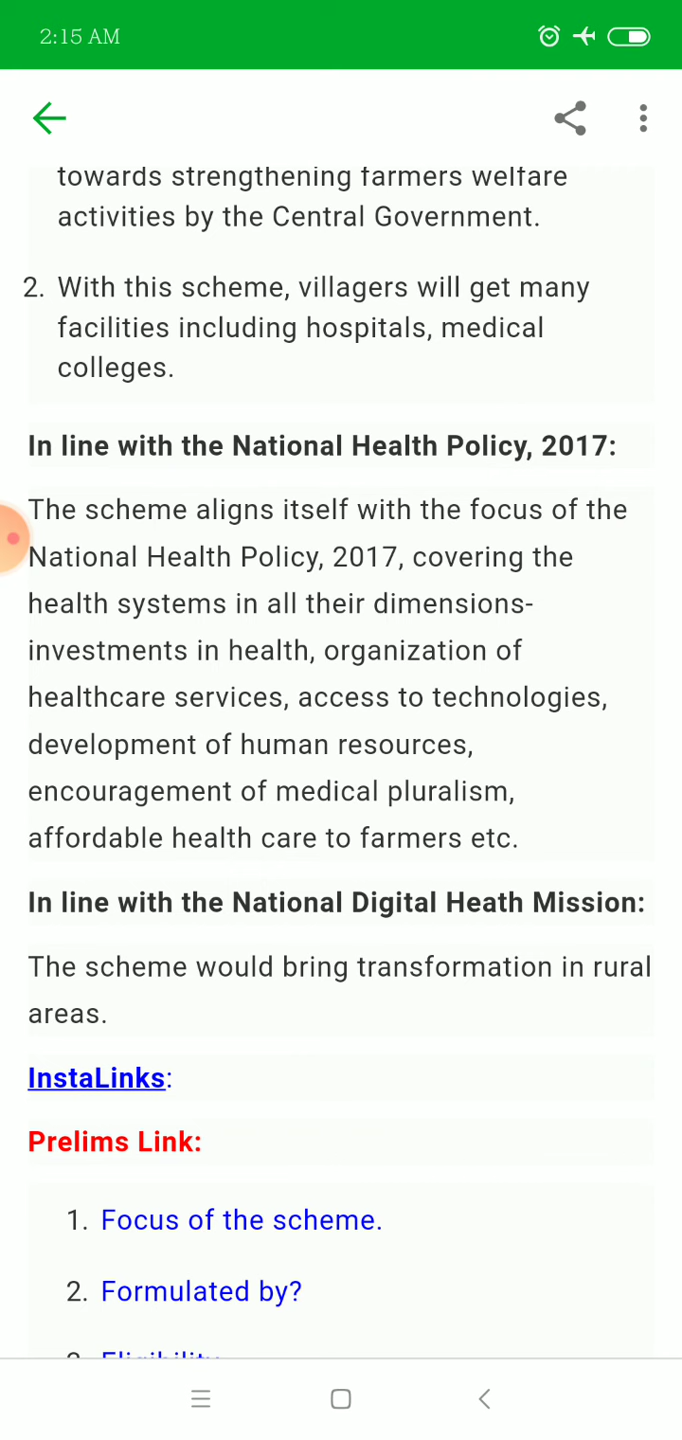 2:15 AM
towards strengthening farmers welfare
activities by the Central Government.
2. With this scheme, villagers will get many
facilities including hospitals, medical
colleges.
In line with the National Health Policy, 2017:
The scheme aligns itself with the focus of the
National Health Policy, 2017, covering the
health systems in all their dimensions-
investments in health, organization of
healthcare services, access to technologies,
development of human resources,
encouragement of medical pluralism,
affordable health care to farmers etc.
In line with the National Digital Heath Mission:
The scheme would bring transformation in rural
areas.
InstaLinks:
Prelims Link:
1. Focus of the scheme.
2. Formulated by?